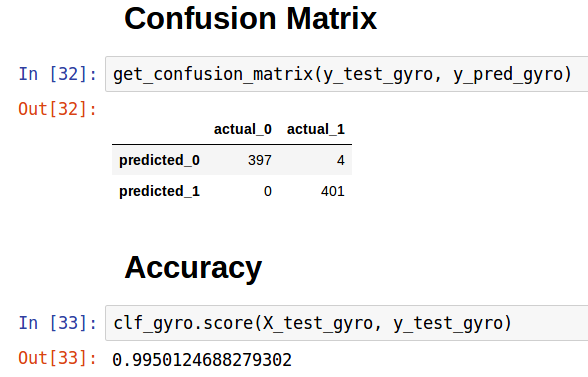 Confusion Matrix
In [32]: get_confusion_matrix(y_test_gyro, y_pred_gyro)
Out[32]:
actual_0 actual_1
predicted_0 397 4
predicted_1 0 401
Accuracy
In [33]: clf_gyro.score(X_test_gyro, y_test_gyro)
Out[33]: 0.9950124688279302